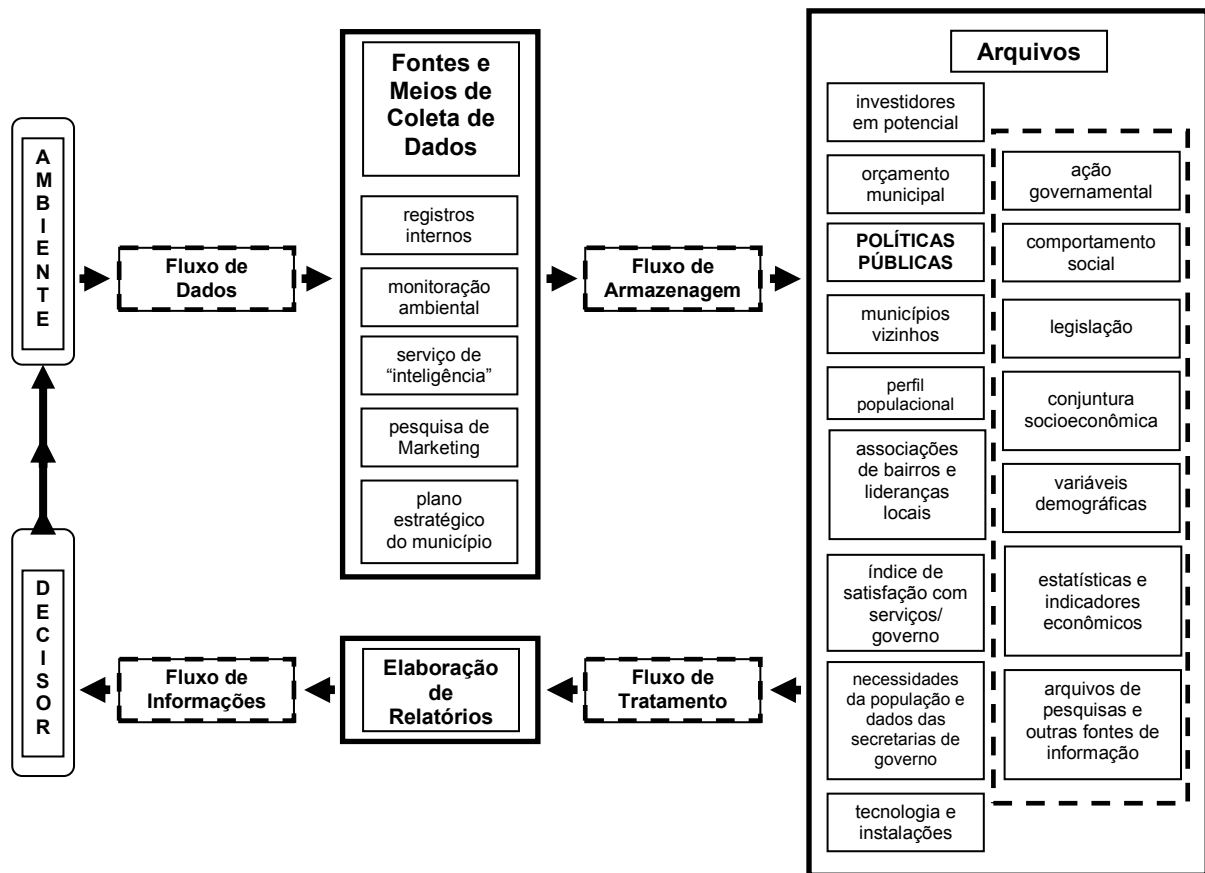 AMBIENTE
Fluxo de
Dados
Fontes e
Meios de
Coleta de
Dados
registros
internos
monitoração
ambiental
serviço de
“inteligência”
pesquisa de
Marketing
plano
estratégico
do município
Fluxo de
Armazenagem
Arquivos
investidores
em potencial
orçamento
municipal
POLÍTICAS
PÚBLICAS
municípios
vizinhos
perfil
populacional
associações
de bairros e
lideranças
locais
índice de
satisfação com
serviços/
governo
necessidades
da população e
dados das
secretarias de
governo
tecnologia e
instalações
ação
governamental
comportamento
social
legislação
conjuntura
socioeconômica
variáveis
demográficas
estatísticas e
indicadores
econômicos
arquivos de
pesquisas e
outras fontes de
informação
Fluxo de
Tratamento
Elaboração
de
Relatórios
Fluxo de
Informações
DECISOR